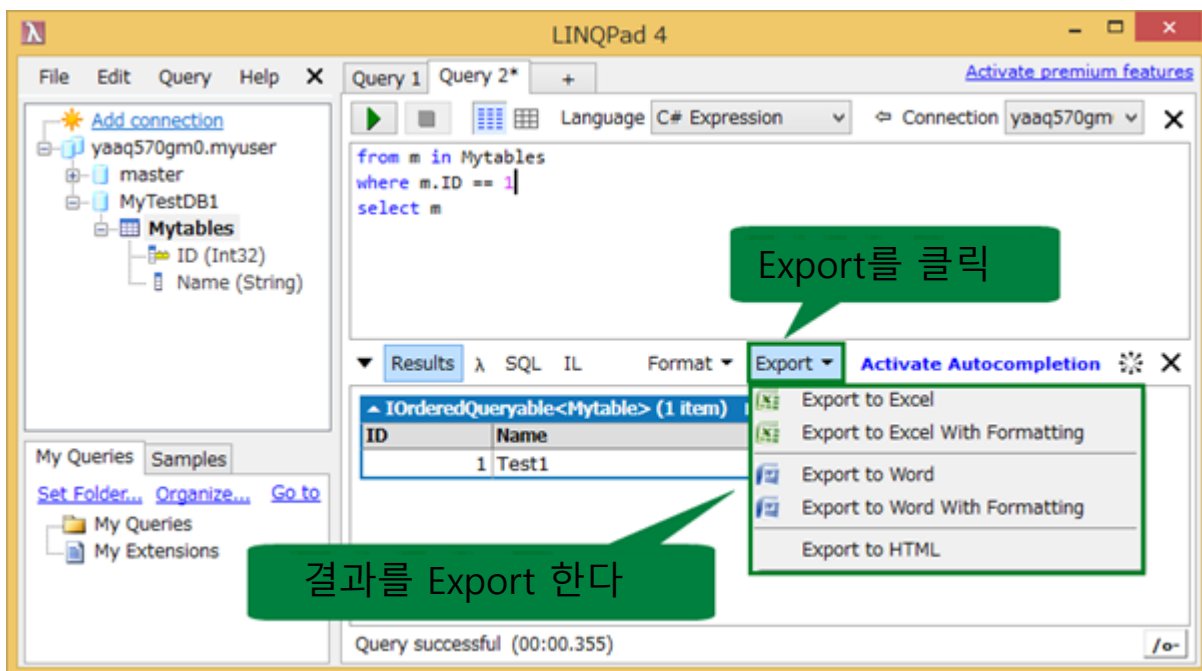 LINQPad 4
File Edit Query Help
Query 1 Query 2* +
Activate premium features
Add connection
yaaq570gm0.myuser
master
MyTestDB1
Mytables
ID (Int32)
Name (String)
Language C# Expression Connection yaaq570gm
from m in Mytables
where m.ID == 1
select m
Export를 클릭
Results λ SQL IL Format Export Activate Autocompletion
IOrderedQueryable<Mytable> (1 item)
ID Name
1 Test1
Export to Excel
Export to Excel With Formatting
Export to Word
Export to Word With Formatting
Export to HTML
My Queries Samples
Set Folder... Organize... Go to
My Queries
My Extensions
결과를 Export 한다
Query successful (00:00.355)
/o-